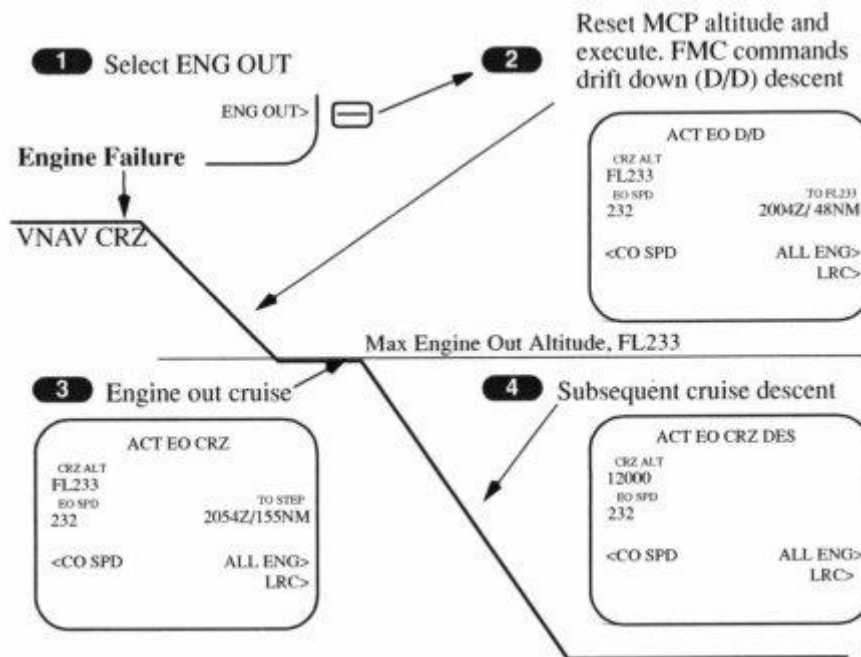 1 Select ENG OUT
ENG OUT>
2 Reset MCP altitude and
execute. FMC commands
drift down (D/D) descent
Engine Failure
VNAV CRZ
ACT EO D/D
CRZ ALT
FL233
EO SPD TO FL233
232 2004Z/ 48NM
<CO SPD ALL ENG>
LRC>
Max Engine Out Altitude, FL233
3 Engine out cruise
ACT EO CRZ
CRZ ALT
FL233
EO SPD TO STEP
232 2054Z/155NM
<CO SPD ALL ENG>
LRC>
4 Subsequent cruise descent
ACT EO CRZ DES
CRZ ALT
12000
EO SPD
232
<CO SPD ALL ENG>
LRC>